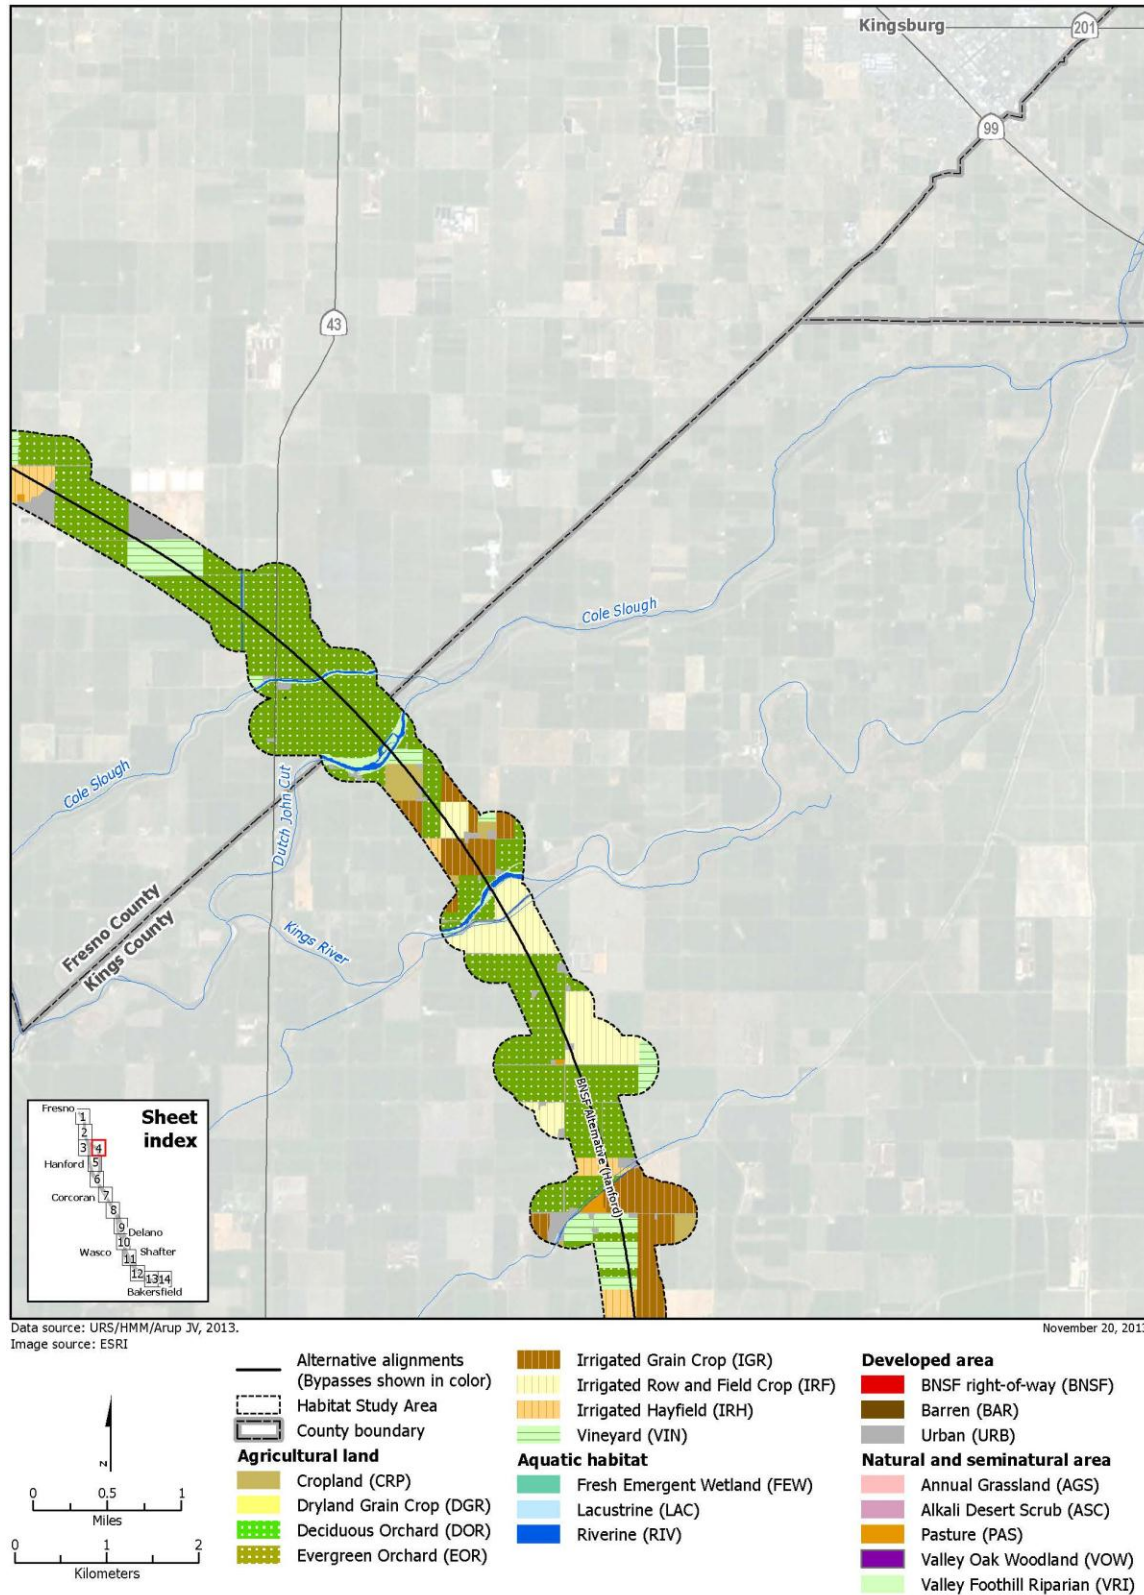 Kingsburg
201
99
43
Cole Slough
Cole Slough
Dutch John Cut
Kings River
Fresno County
Kings County
BNSF Alternative (Hanford)
Sheet
index
Fresno
1
2
3
4
Hanford
5
6
Corcoran
7
8
9
Delano
10
Wasco
Shafter
11
12
13
14
Bakersfield
Data source: URS/HMM/Arup JV, 2013.
Image source: ESRI
November 20, 2013
N
0 0.5 1
Miles
0 1 2
Kilometers
Alternative alignments
(Bypasses shown in color)
Habitat Study Area
County boundary
Agricultural land
Cropland (CRP)
Dryland Grain Crop (DGR)
Deciduous Orchard (DOR)
Evergreen Orchard (EOR)
Irrigated Grain Crop (IGR)
Irrigated Row and Field Crop (IRF)
Irrigated Hayfield (IRH)
Vineyard (VIN)
Aquatic habitat
Fresh Emergent Wetland (FEW)
Lacustrine (LAC)
Riverine (RIV)
Developed area
BNSF right-of-way (BNSF)
Barren (BAR)
Urban (URB)
Natural and seminatural area
Annual Grassland (AGS)
Alkali Desert Scrub (ASC)
Pasture (PAS)
Valley Oak Woodland (VOW)
Valley Foothill Riparian (VRI)